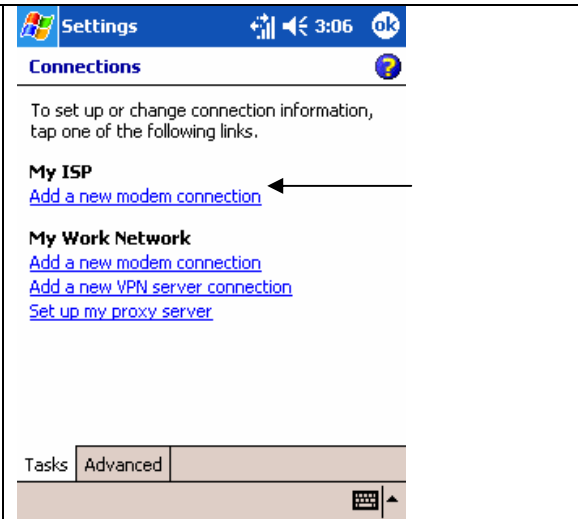 Settings 3:06 ok
Connections ?
To set up or change connection information,
tap one of the following links.
My ISP
Add a new modem connection
My Work Network
Add a new modem connection
Add a new VPN server connection
Set up my proxy server
Tasks Advanced